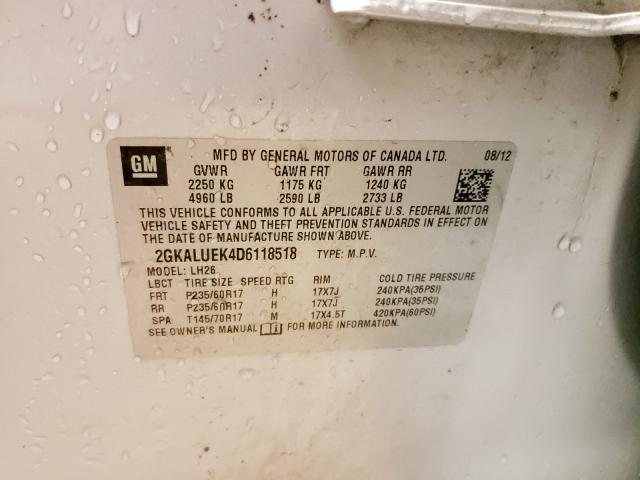 GM MFD BY GENERAL MOTORS OF CANADA LTD. 08/12
GVWR GAWR FRT GAWR RR
2250 KG 1175 KG 1240 KG
4960 LB 2590 LB 2733 LB
THIS VEHICLE CONFORMS TO ALL APPLICABLE U.S. FEDERAL MOTOR
VEHICLE SAFETY AND THEFT PREVENTION STANDARDS IN EFFECT ON
THE DATE OF MANUFACTURE SHOWN ABOVE.
2GKALUEK4D6118518 TYPE: M.P.V.
MODEL: LH26
LBCT TIRE SIZE SPEED RTG RIM COLD TIRE PRESSURE
FRT P235/60R17 H 17X7J 240KPA(35PSI)
RR P235/60R17 H 17X7J 240KPA(35PSI)
SPA T145/70R17 M 17X4.5T 420KPA(60PSI)
SEE OWNER'S MANUAL FOR MORE INFORMATION.